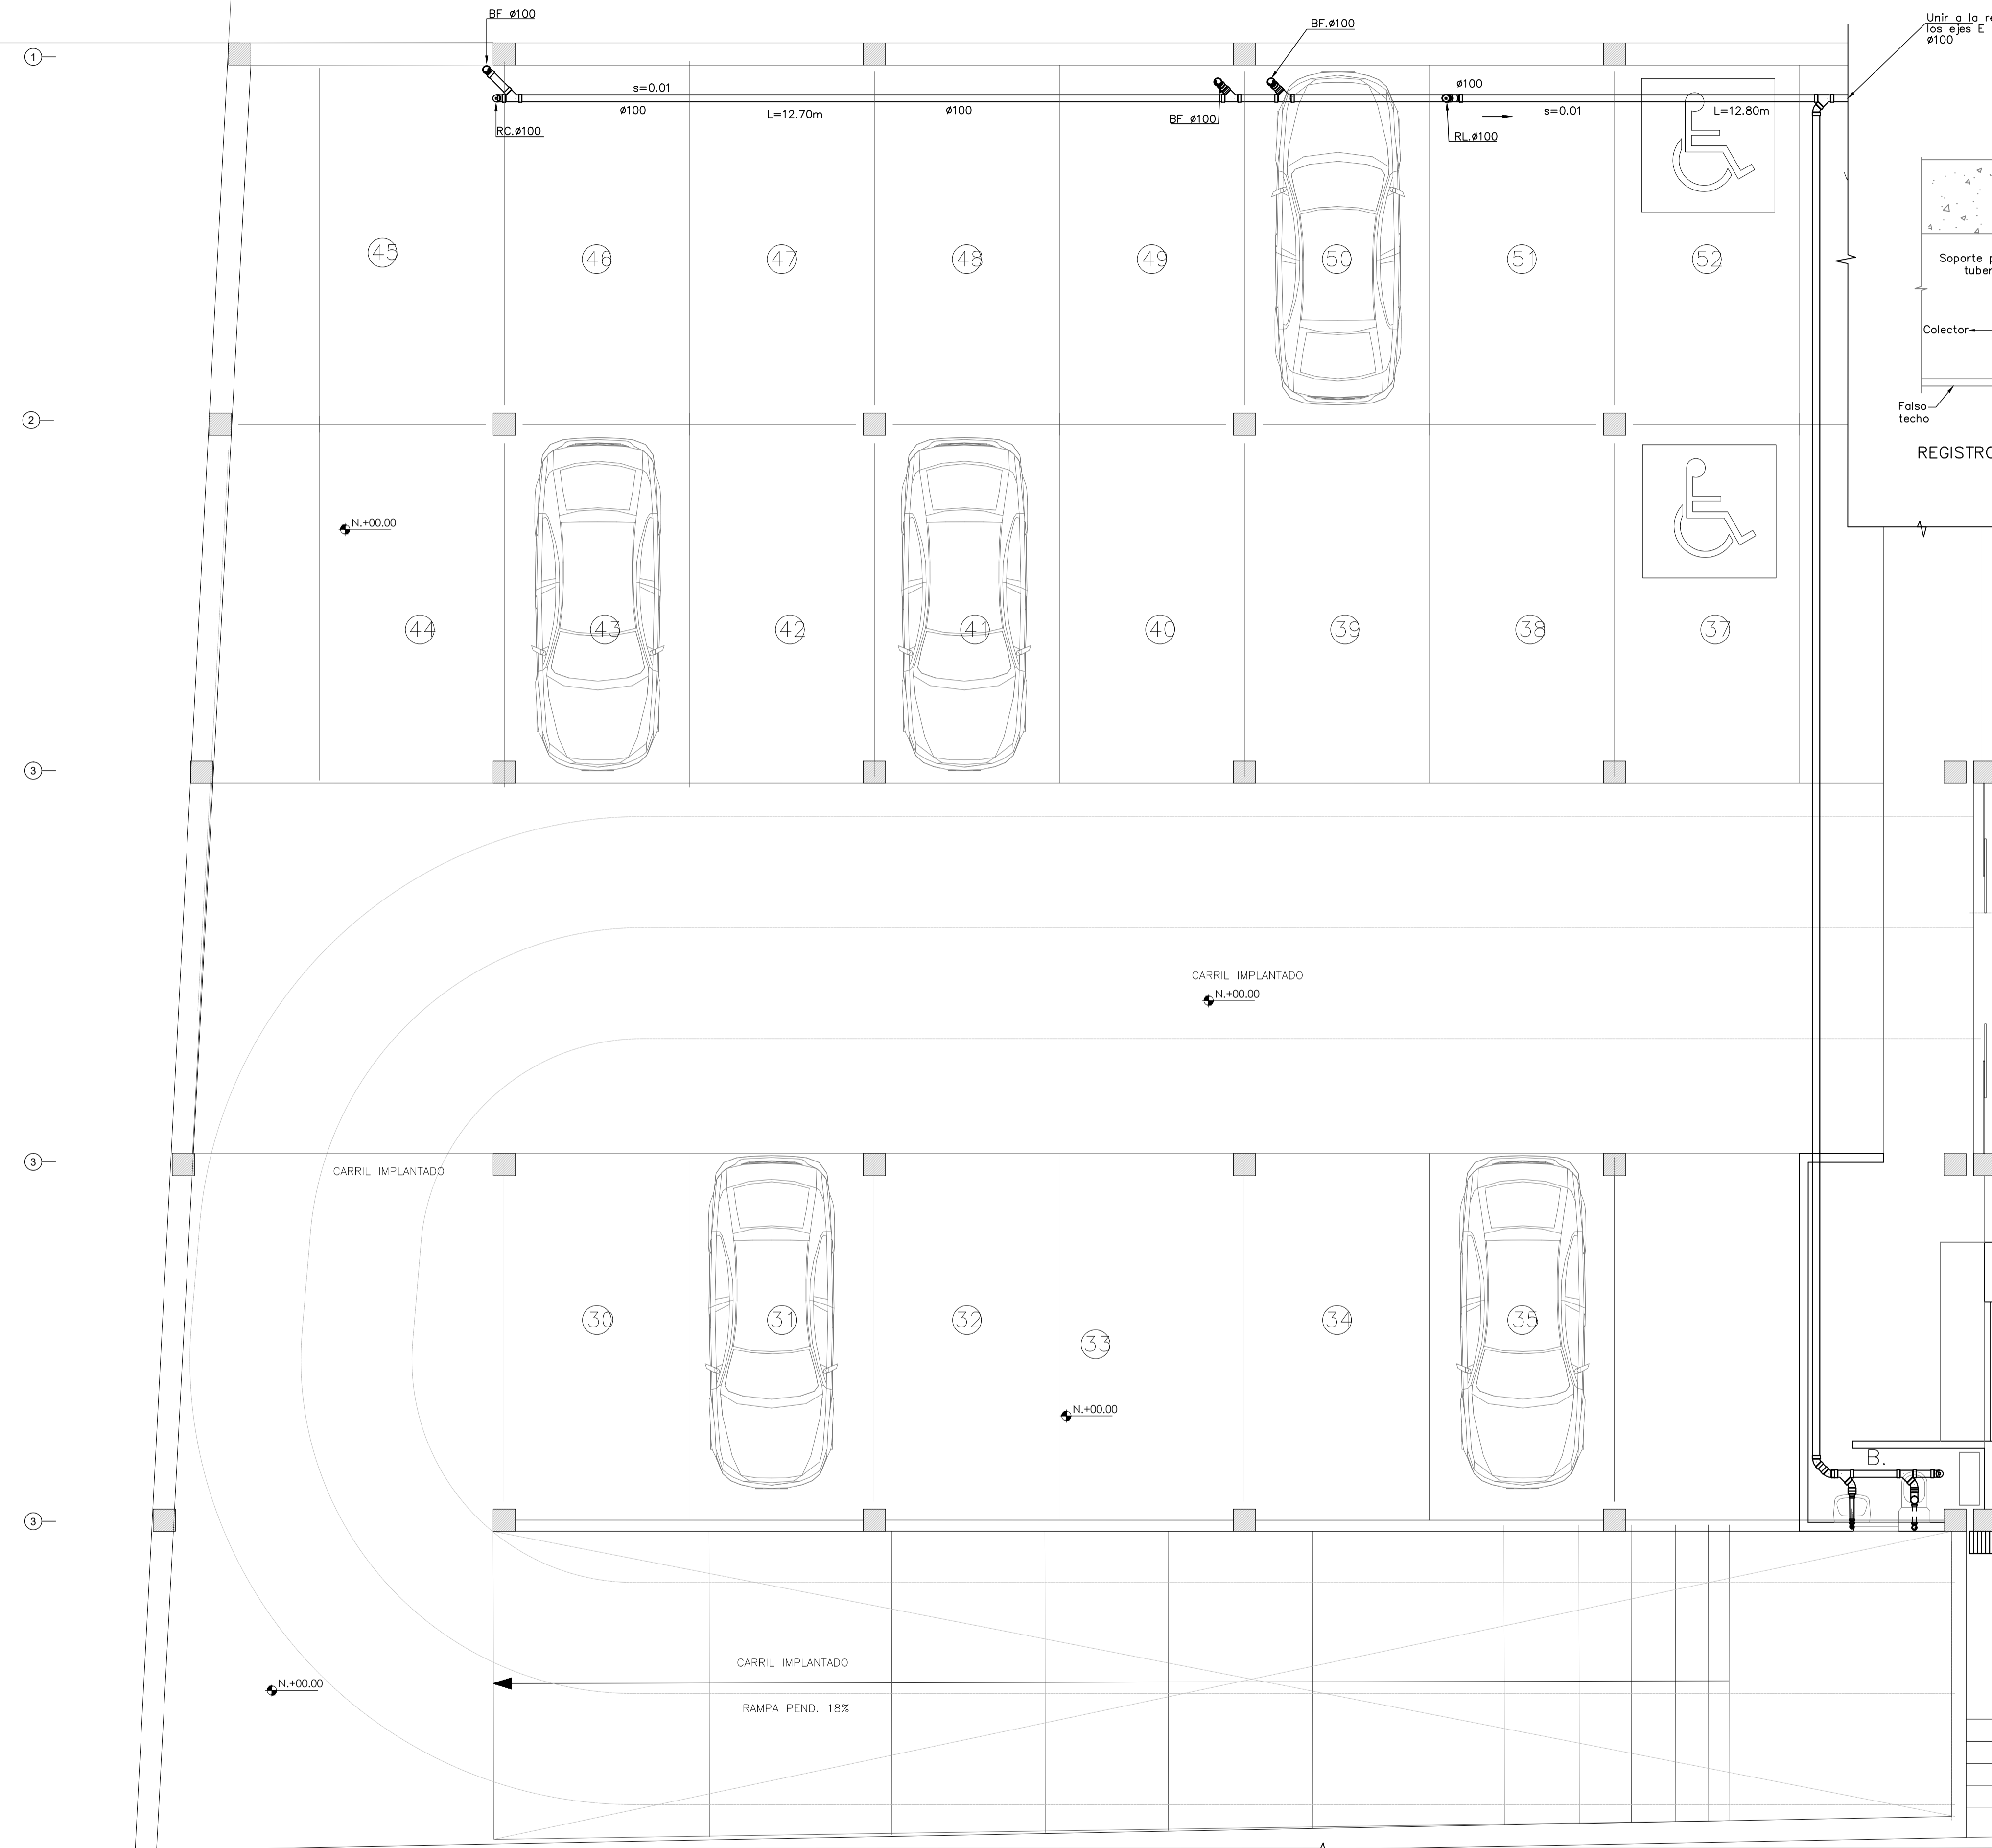 BF ø100
BF.ø100
Unir a la
los ejes E
ø100
1
s=0.01
ø100
ø100
L=12.70m
ø100
s=0.01
L=12.80m
RC.ø100
BF ø100
RL.ø100
45
46
47
48
49
50
51
52
Soporte
Colector
Falso
techo
2
N.+00.00
44
43
42
41
40
39
38
37
3
CARRIL IMPLANTADO
N.+00.00
3
CARRIL IMPLANTADO
30
31
32
33
34
35
N.+00.00
B.
3
CARRIL IMPLANTADO
N.+00.00
RAMPA PEND. 18%